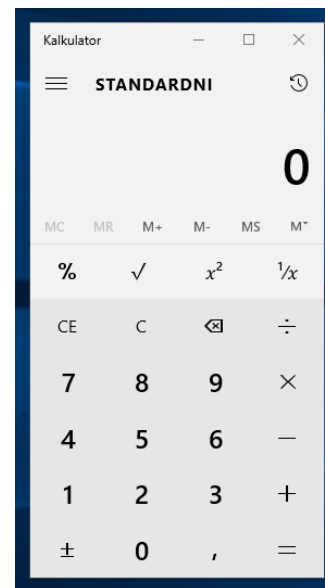 Kalkulator
STANDARDNI
0
MC MR M+ M- MS M˅
% √ x² ¹/x
CE C ⌫ ÷
7 8 9 ×
4 5 6 −
1 2 3 +
± 0 , =